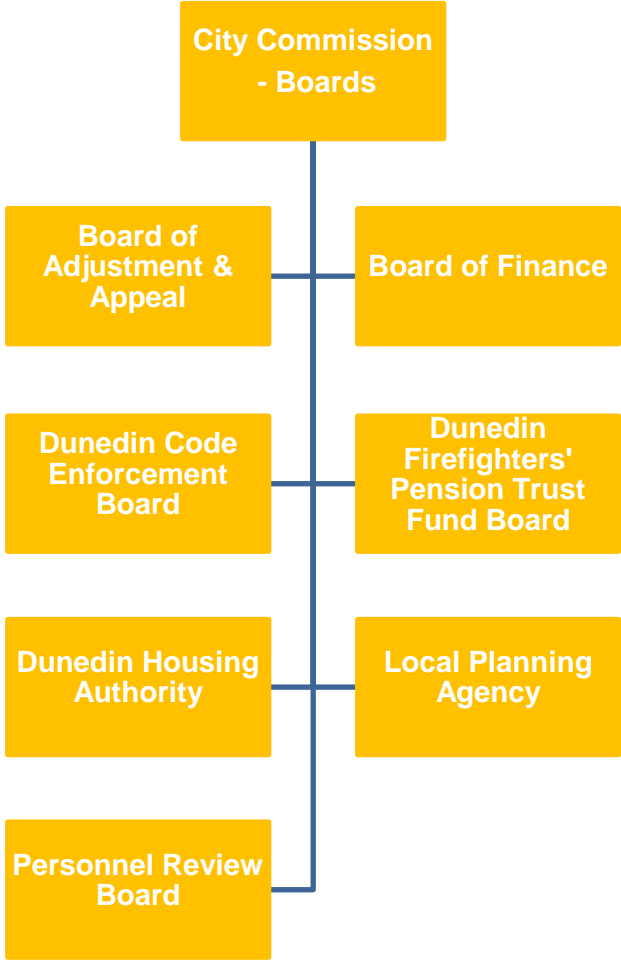 City Commission
- Boards
Board of
Adjustment &
Appeal
Board of Finance
Dunedin Code
Enforcement
Board
Dunedin
Firefighters'
Pension Trust
Fund Board
Dunedin Housing
Authority
Local Planning
Agency
Personnel Review
Board